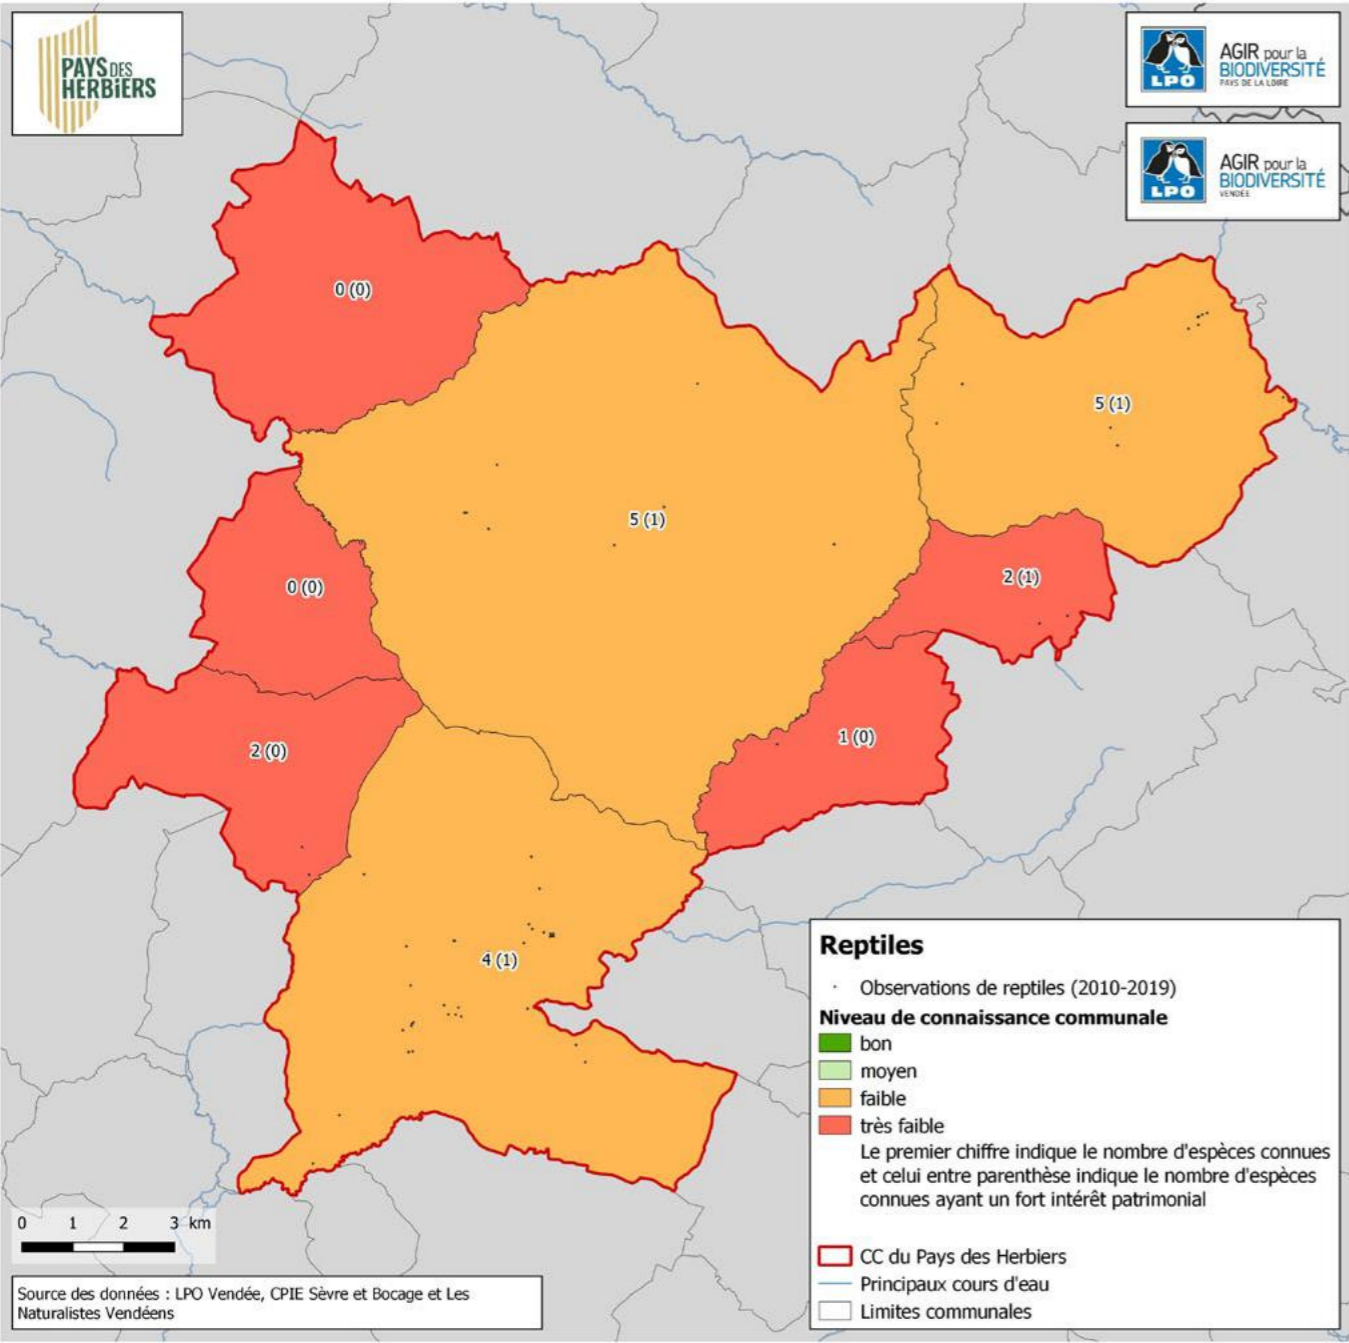 PAYS DES
HERBIERS
LPO
AGIR pour la
BIODIVERSITÉ
PAYS DE LA LOIRE
LPO
AGIR pour la
BIODIVERSITÉ
VENDÉE
0 (0)
5 (1)
5 (1)
0 (0)
2 (1)
2 (0)
1 (0)
4 (1)
Reptiles
Observations de reptiles (2010-2019)
Niveau de connaissance communale
bon
moyen
faible
très faible
Le premier chiffre indique le nombre d'espèces connues
et celui entre parenthèse indique le nombre d'espèces
connues ayant un fort intérêt patrimonial
CC du Pays des Herbiers
Principaux cours d'eau
Limites communales
0 1 2 3 km
Source des données : LPO Vendée, CPIE Sèvre et Bocage et Les
Naturalistes Vendéens